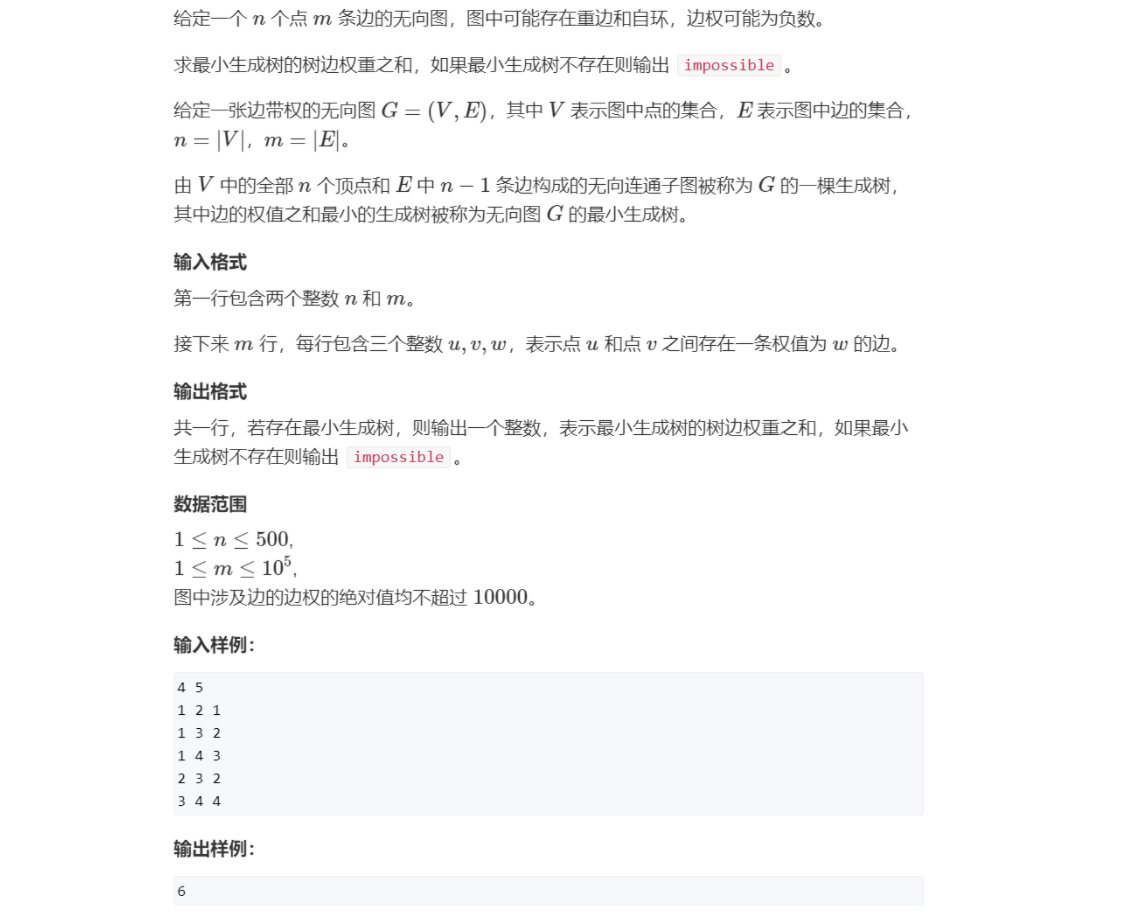 给定一个 n 个点 m 条边的无向图，图中可能存在重边和自环，边权可能为负数。
求最小生成树的树边权重之和，如果最小生成树不存在则输出 impossible 。
给定一张边带权的无向图 G = (V, E)，其中 V 表示图中点的集合，E 表示图中边的集合，
n = |V|，m = |E|。
由 V 中的全部 n 个顶点和 E 中 n − 1 条边构成的无向连通子图被称为 G 的一棵生成树，
其中边的权值之和最小的生成树被称为无向图 G 的最小生成树。
输入格式
第一行包含两个整数 n 和 m。
接下来 m 行，每行包含三个整数 u, v, w，表示点 u 和点 v 之间存在一条权值为 w 的边。
输出格式
共一行，若存在最小生成树，则输出一个整数，表示最小生成树的树边权重之和，如果最小
生成树不存在则输出 impossible 。
数据范围
1 ≤ n ≤ 500,
1 ≤ m ≤ 10⁵,
图中涉及边的边权的绝对值均不超过 10000。
输入样例：
4 5
1 2 1
1 3 2
1 4 3
2 3 2
3 4 4
输出样例：
6